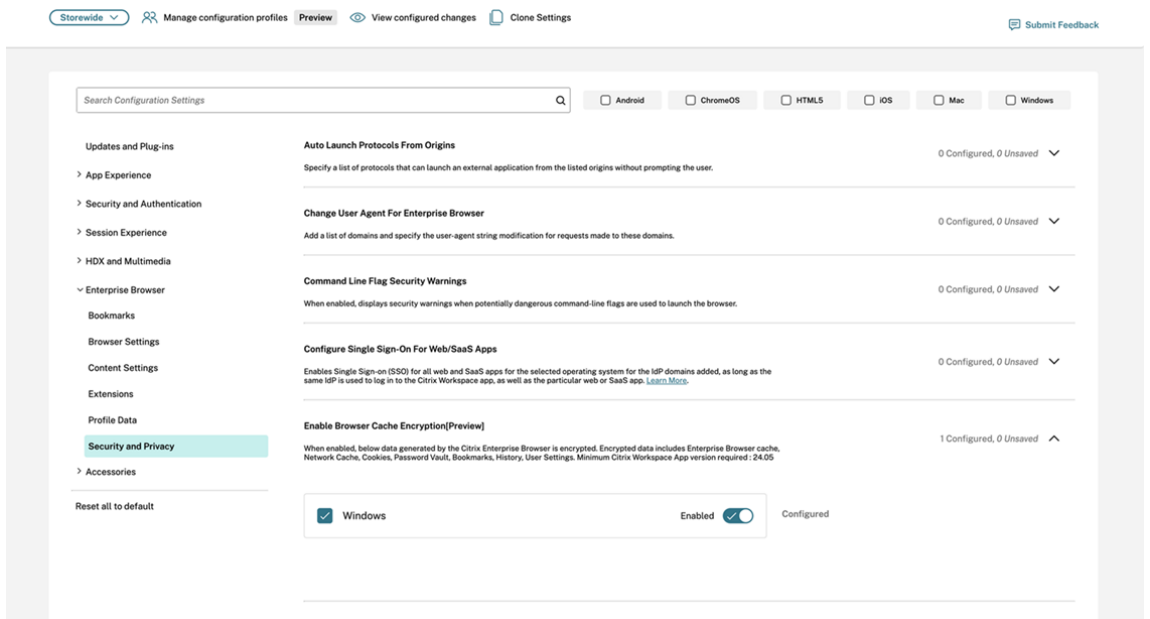 Storewide
Manage configuration profiles
Preview
View configured changes
Clone Settings
Submit Feedback
Search Configuration Settings
Android
ChromeOS
HTML5
iOS
Mac
Windows
Updates and Plug-ins
App Experience
Security and Authentication
Session Experience
HDX and Multimedia
Enterprise Browser
Bookmarks
Browser Settings
Content Settings
Extensions
Profile Data
Security and Privacy
Accessories
Reset all to default
Auto Launch Protocols From Origins
Specify a list of protocols that can launch an external application from the listed origins without prompting the user.
0 Configured, 0 Unsaved
Change User Agent For Enterprise Browser
Add a list of domains and specify the user-agent string modification for requests made to these domains.
0 Configured, 0 Unsaved
Command Line Flag Security Warnings
When enabled, displays security warnings when potentially dangerous command-line flags are used to launch the browser.
0 Configured, 0 Unsaved
Configure Single Sign-On For Web/SaaS Apps
Enables Single Sign-on (SSO) for all web and SaaS apps for the selected operating system for the IdP domains added, as long as the
same IdP is used to log in to the Citrix Workspace app, as well as the particular web or SaaS app. Learn More.
0 Configured, 0 Unsaved
Enable Browser Cache Encryption[Preview]
When enabled, below data generated by the Citrix Enterprise Browser is encrypted. Encrypted data includes Enterprise Browser cache,
Network Cache, Cookies, Password Vault, Bookmarks, History, User Settings. Minimum Citrix Workspace App version required : 24.05
1 Configured, 0 Unsaved
Windows
Enabled
Configured